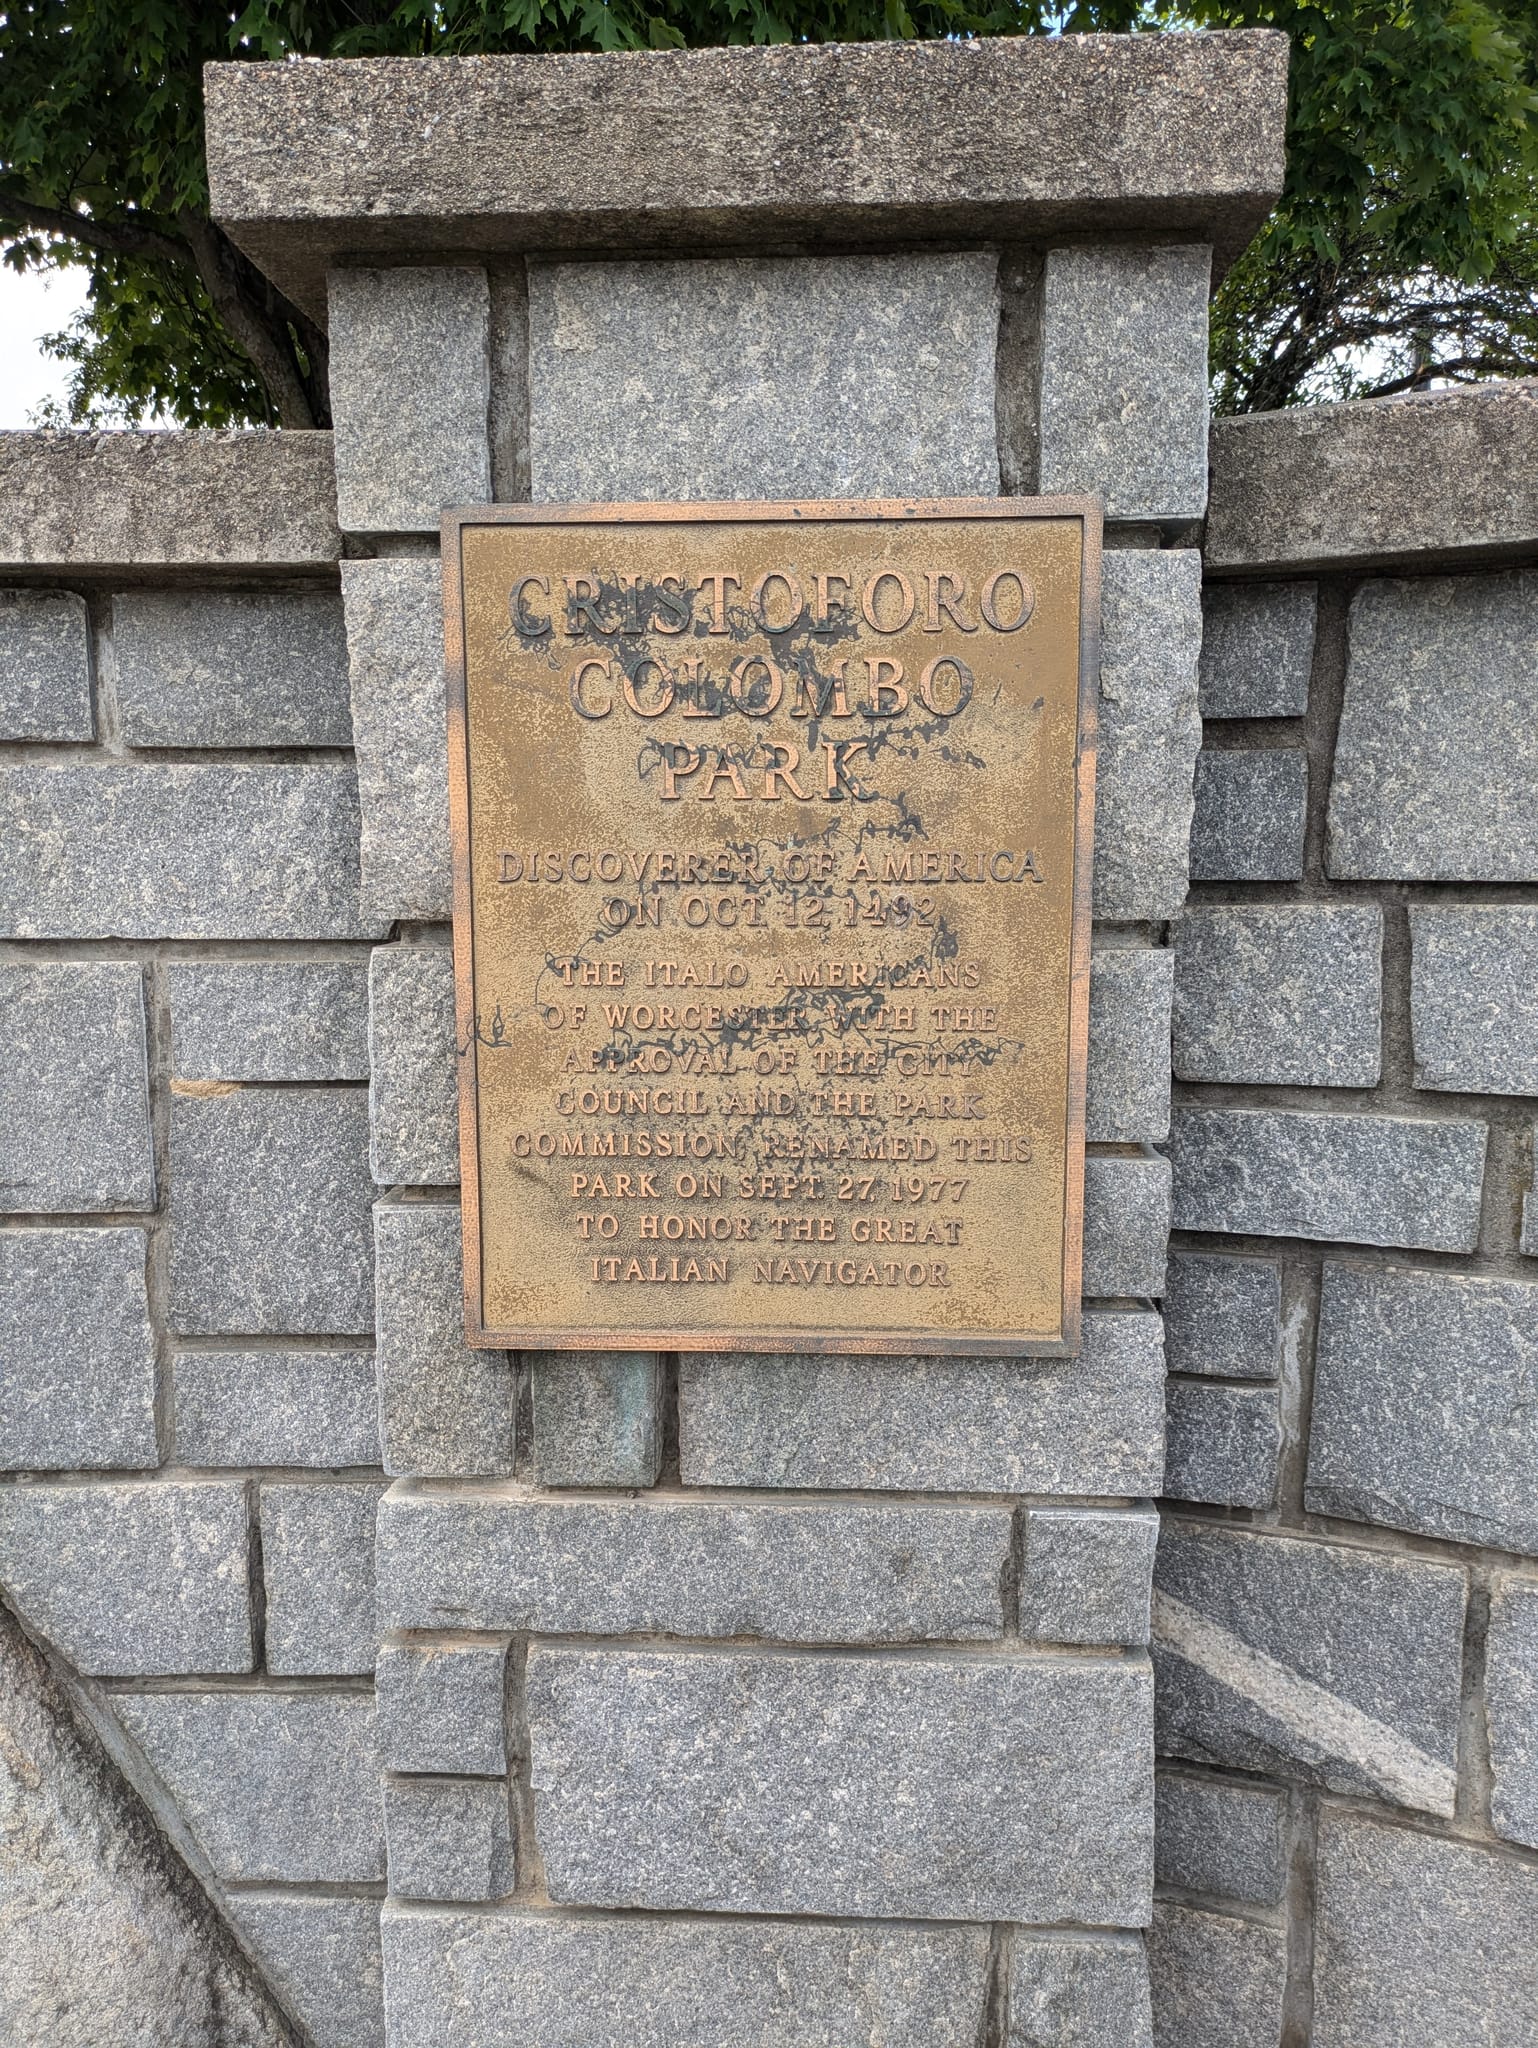 CRISTOFORO
COLOMBO
PARK
DISCOVERER OF AMERICA
ON OCT. 12, 1492
THE ITALO AMERICANS
OF WORCESTER WITH THE
APPROVAL OF THE CITY
COUNCIL AND THE PARK
COMMISSION, RENAMED THIS
PARK ON SEPT. 27, 1977
TO HONOR THE GREAT
ITALIAN NAVIGATOR